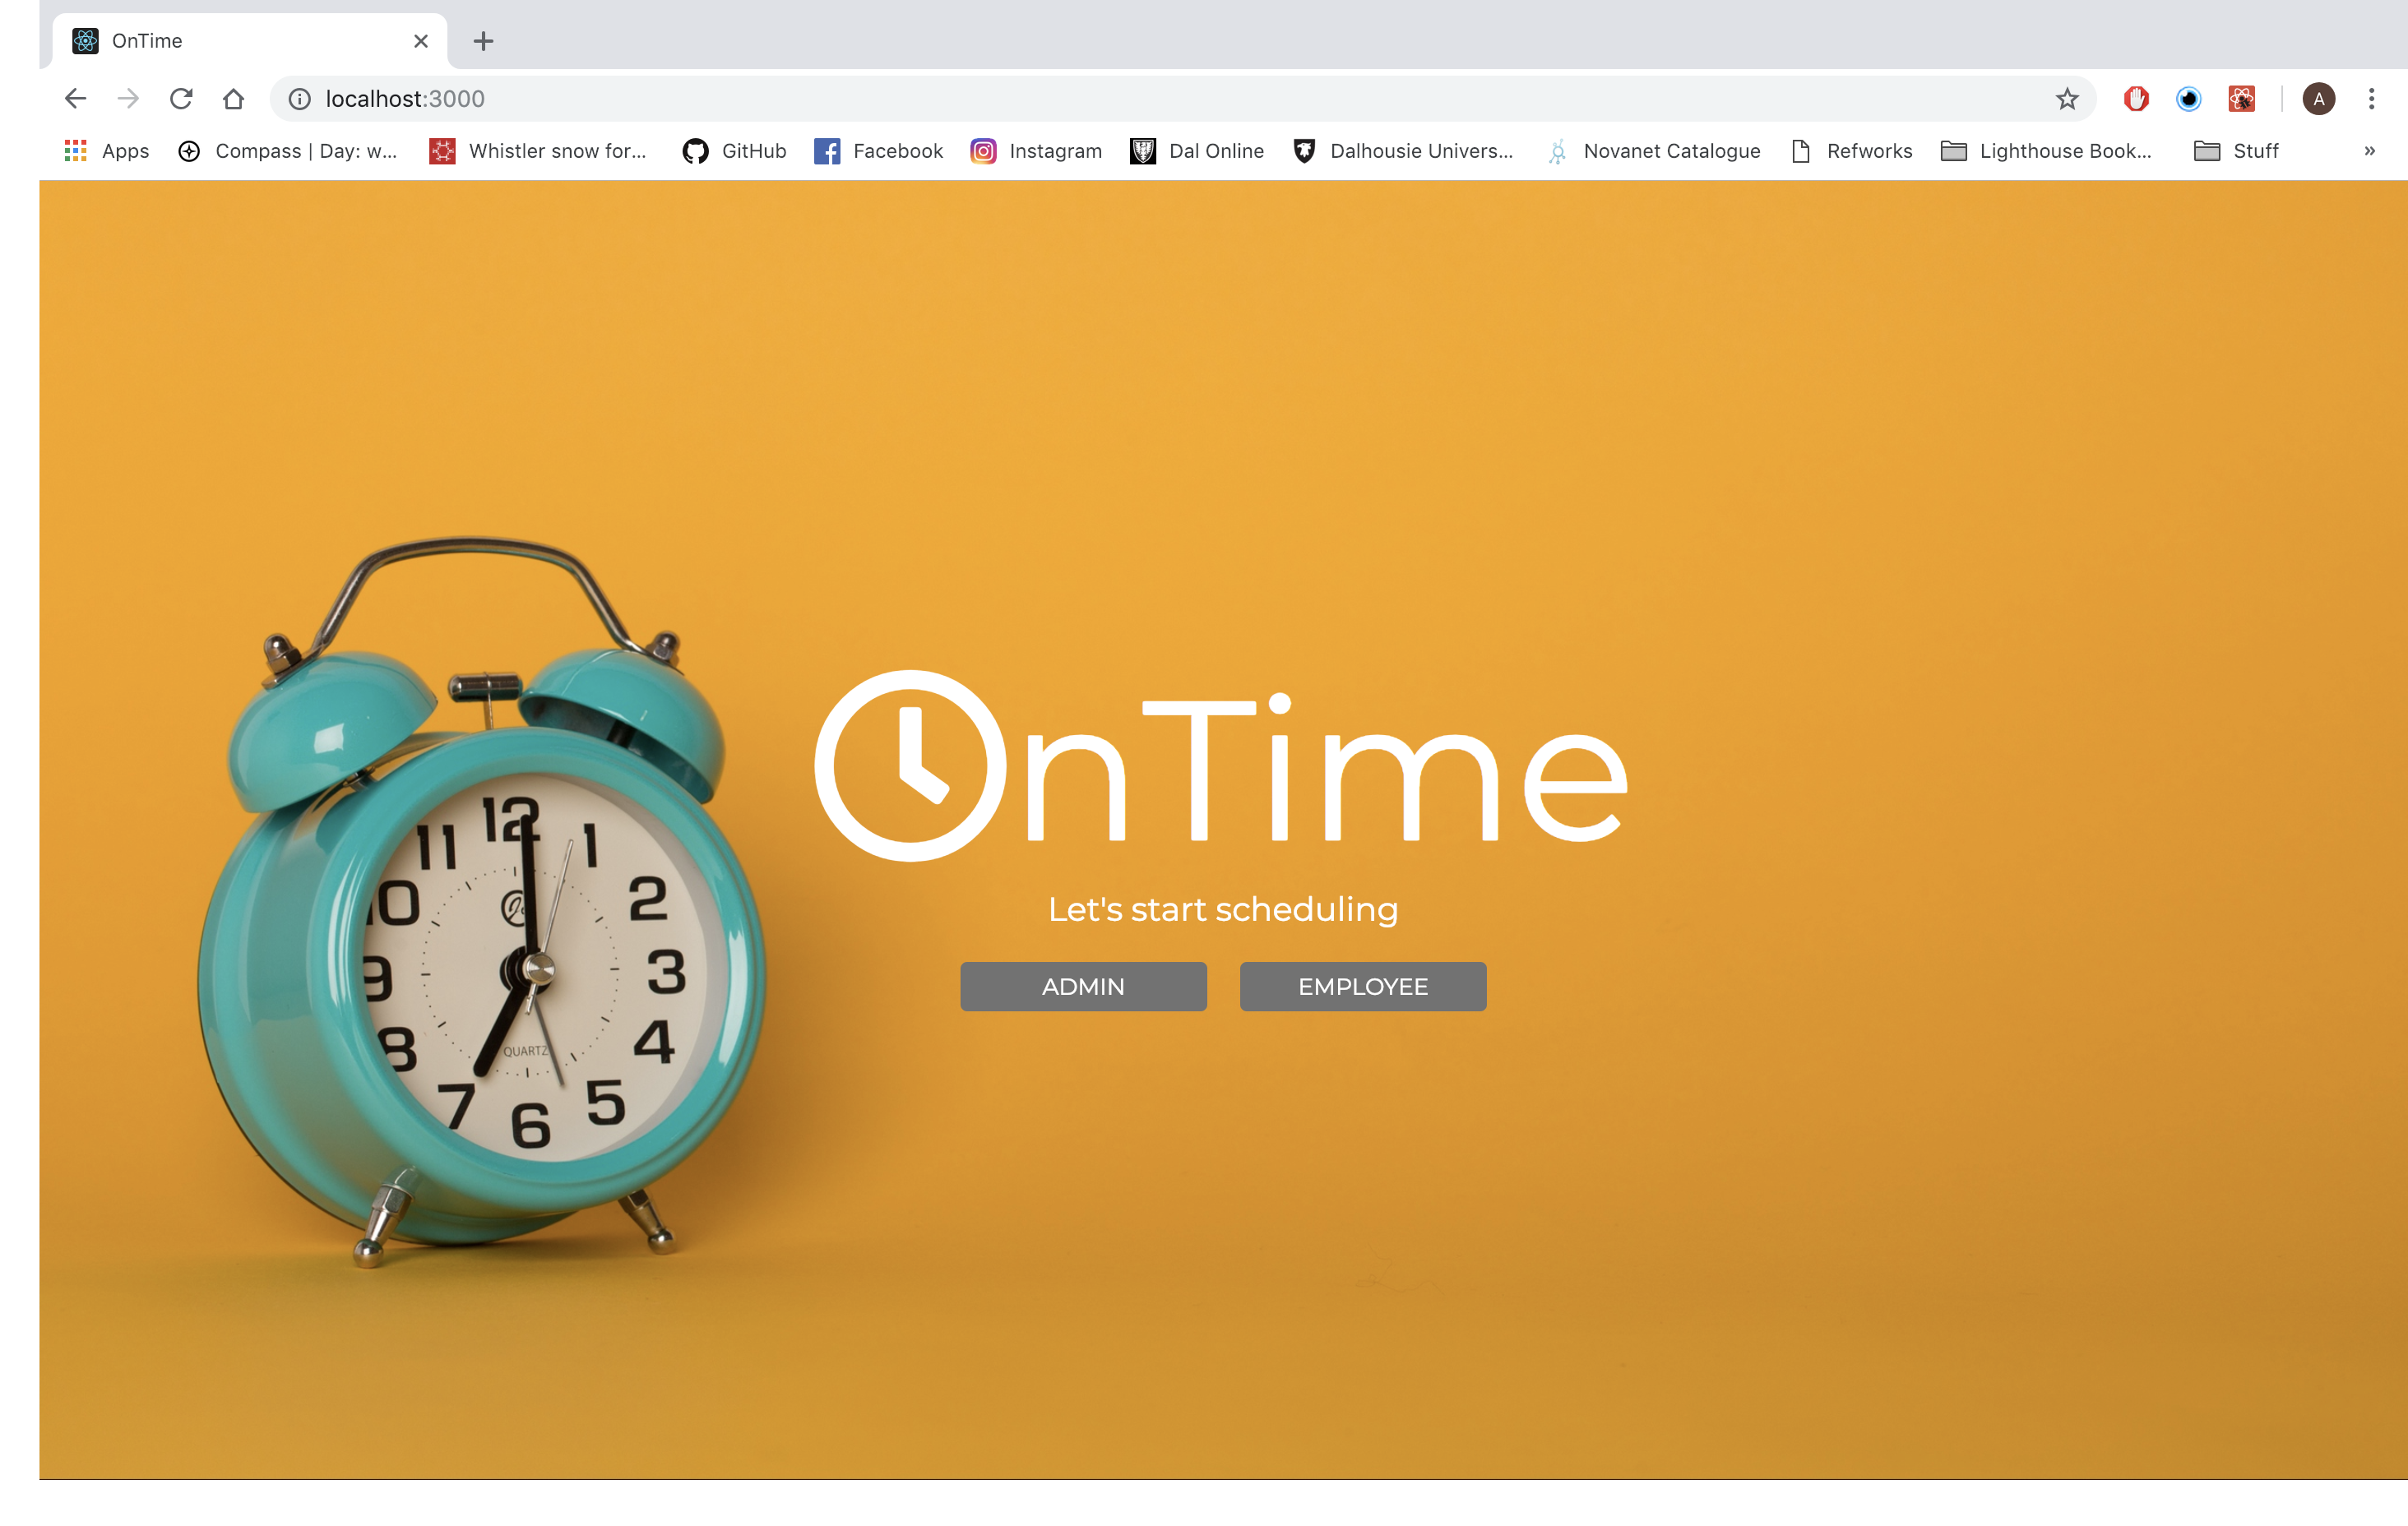 OnTime
localhost:3000
A
Apps
Compass | Day: w...
Whistler snow for...
GitHub
Facebook
Instagram
Dal Online
Dalhousie Univers...
Novanet Catalogue
Refworks
Lighthouse Book...
Stuff
»
12
1
2
3
4
5
6
7
8
9
10
11
QUARTZ
OnTime
Let's start scheduling
ADMIN
EMPLOYEE